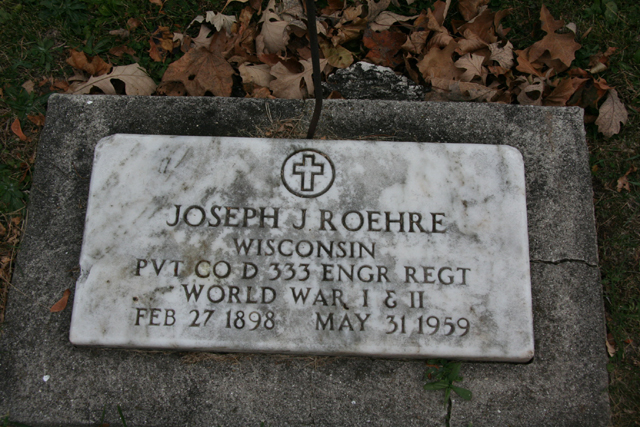 JOSEPH J. ROEHRE
WISCONSIN
PVT CO D 333 ENGR REGT
WORLD WAR I & II
FEB 27 1898 MAY 31 1959